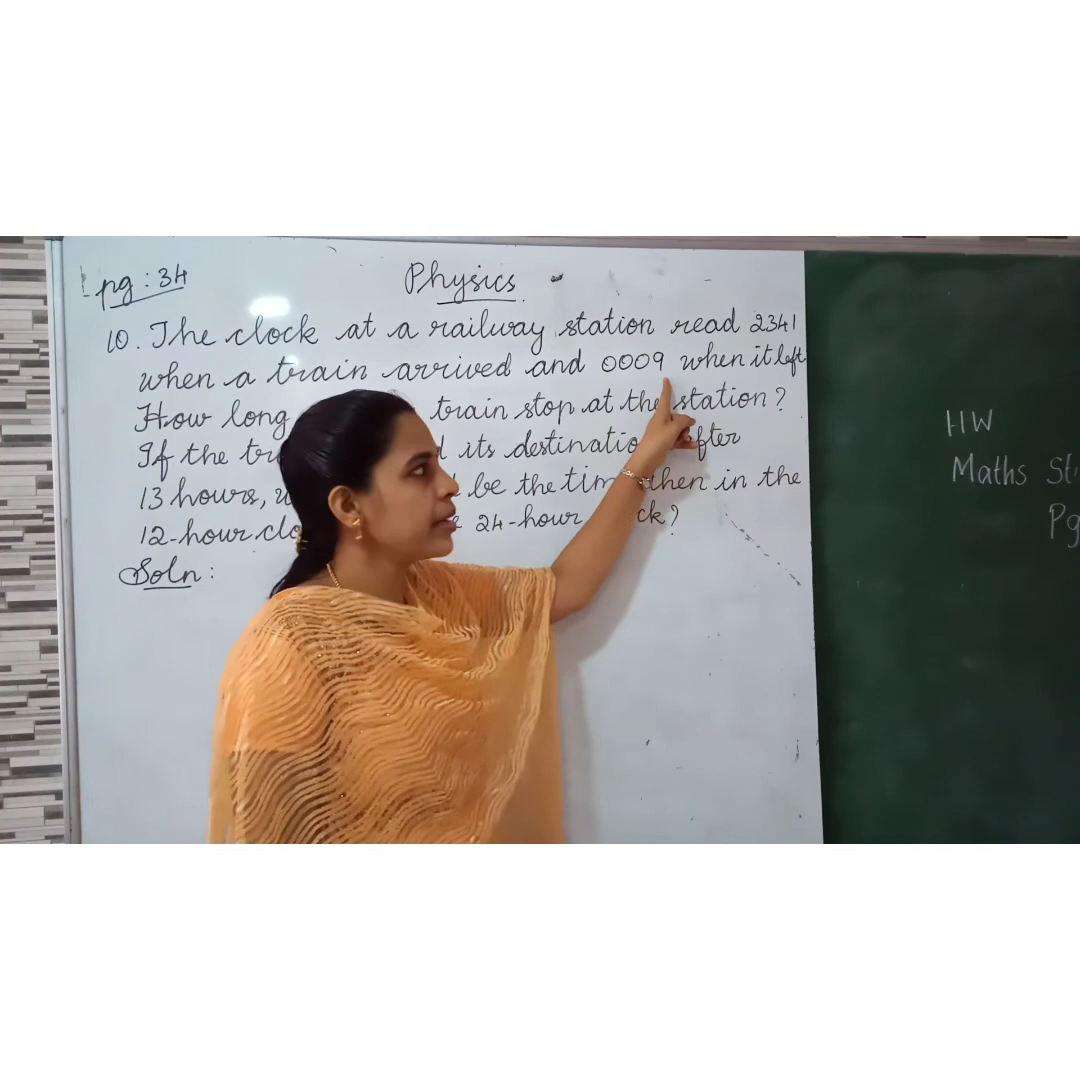 pg : 34
Physics
10. The clock at a railway station read 2341
when a train arrived and 0009 when it left
How long train stop at the station ?
If the its destination after
13 hours, be the time then in the
12-hour 24-hour
Soln :
HW
Maths
Pg